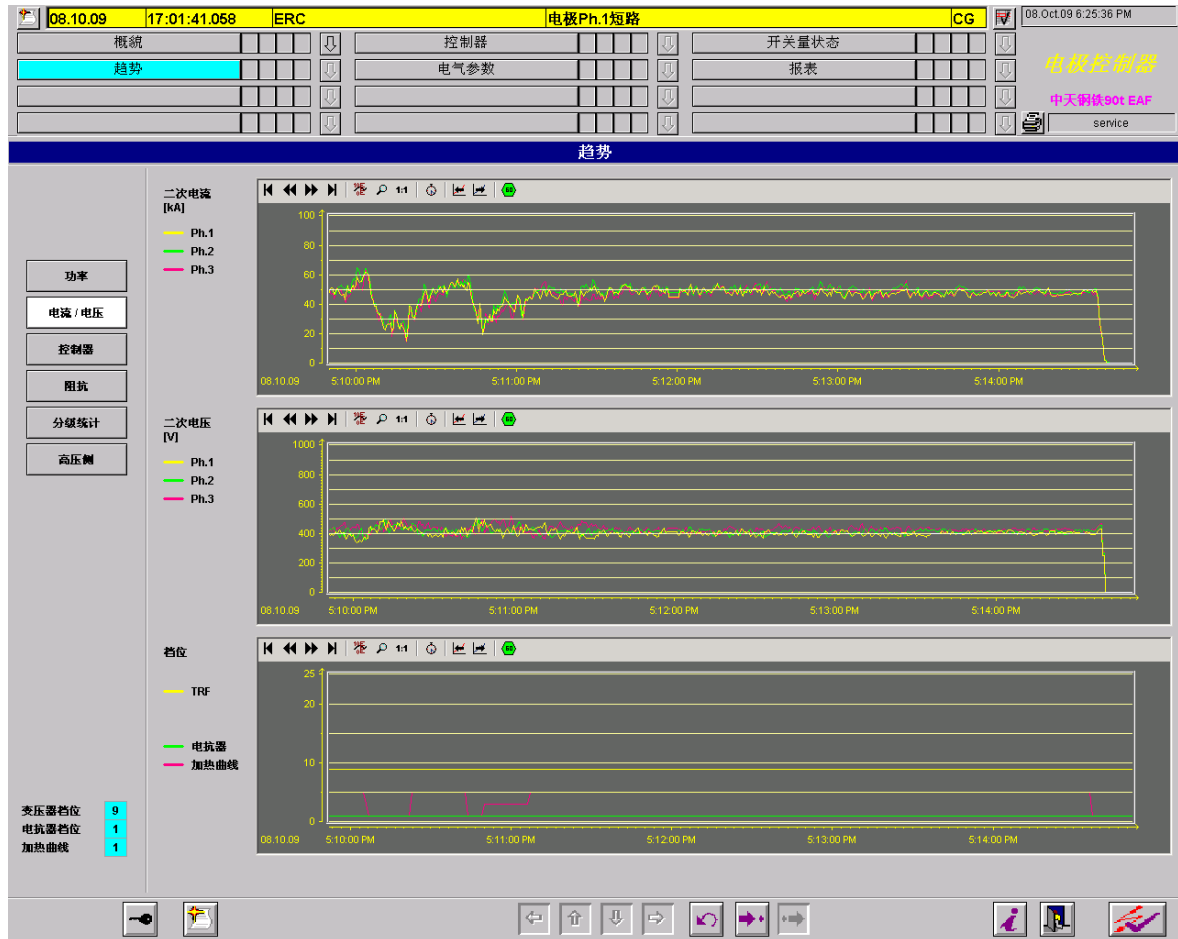 08.10.09 17:01:41.058 ERC 电极Ph.1短路 CG 08.Oct.09 6:25:36 PM
概貌 控制器 开关量状态
趋势 电气参数 报表
电极控制器
中天钢铁90t EAF
service
趋势
二次电流
[kA]
Ph.1
Ph.2
Ph.3
1:1
GO
100
80
60
40
20
0
08.10.09 5:10:00 PM 5:11:00 PM 5:12:00 PM 5:13:00 PM 5:14:00 PM
功率
电流 / 电压
控制器
阻抗
分级统计
高压侧
二次电压
[V]
Ph.1
Ph.2
Ph.3
1:1
GO
1000
800
600
400
200
0
08.10.09 5:10:00 PM 5:11:00 PM 5:12:00 PM 5:13:00 PM 5:14:00 PM
档位
TRF
电抗器
加热曲线
1:1
GO
25
20
10
0
08.10.09 5:10:00 PM 5:11:00 PM 5:12:00 PM 5:13:00 PM 5:14:00 PM
变压器档位 9
电抗器档位 1
加热曲线 1